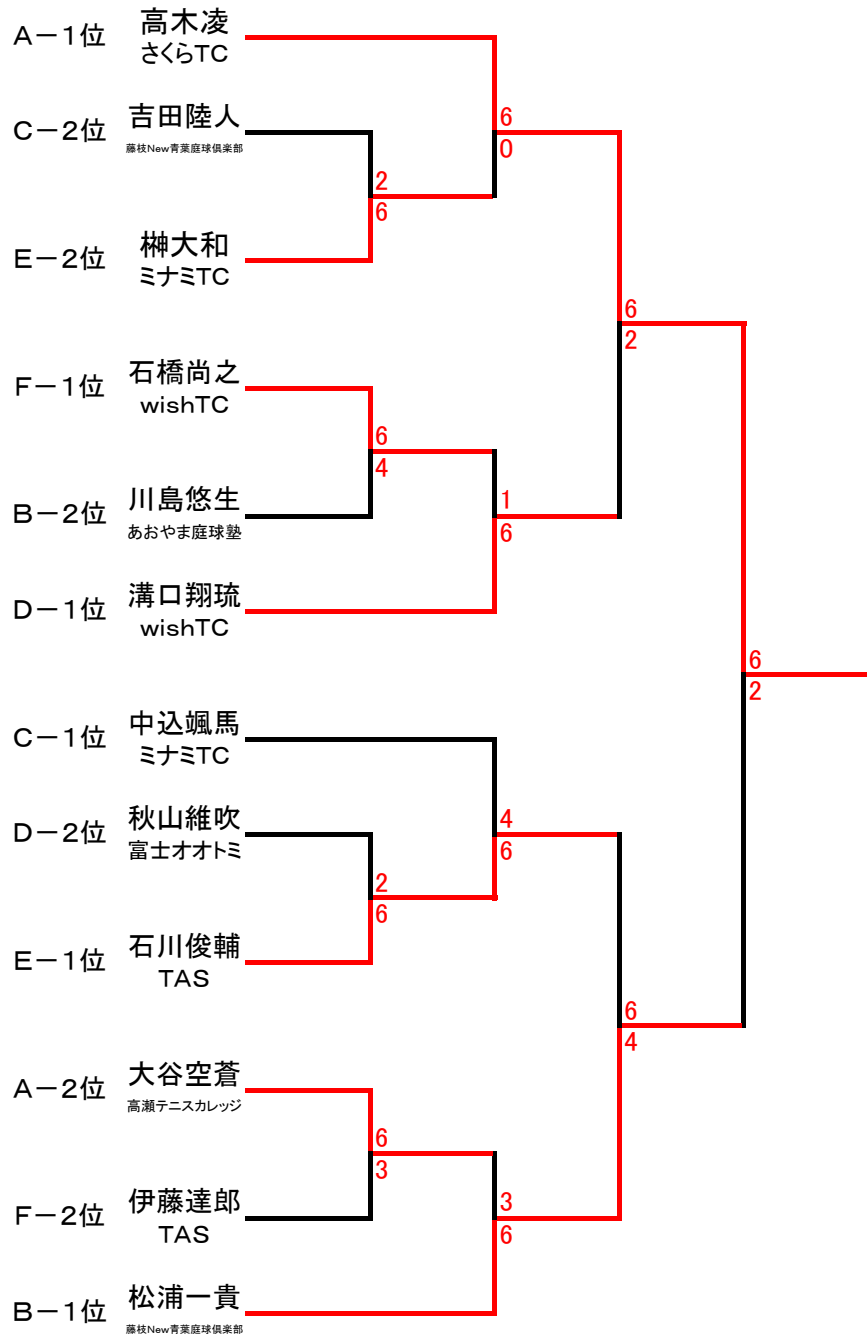 A－1位 高木凌
さくらTC
C－2位 吉田陸人
藤枝New青葉庭球倶楽部
6
0
2
6
E－2位 榊大和
ミナミTC
6
2
F－1位 石橋尚之
wishTC
6
4
B－2位 川島悠生
あおやま庭球塾
1
6
D－1位 溝口翔琉
wishTC
6
2
C－1位 中込颯馬
ミナミTC
D－2位 秋山維吹
富士オオトミ
4
6
2
6
E－1位 石川俊輔
TAS
6
4
A－2位 大谷空蒼
高瀬テニスカレッジ
6
3
F－2位 伊藤達郎
TAS
3
6
B－1位 松浦一貴
藤枝New青葉庭球倶楽部